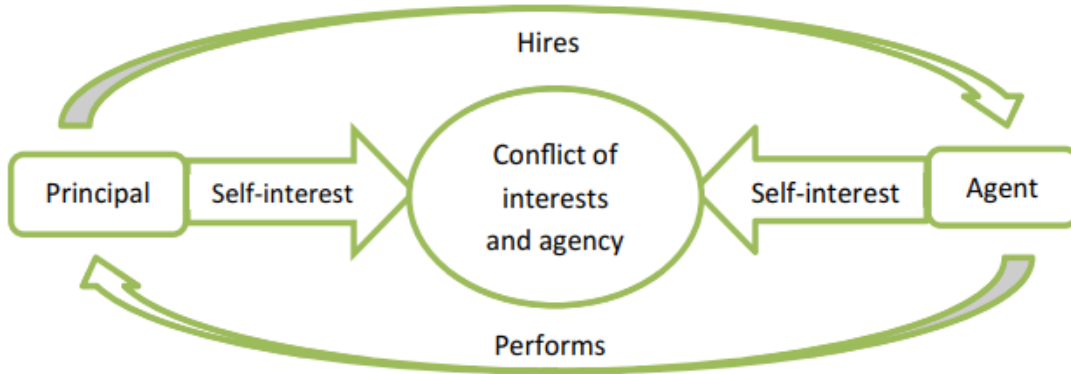 Hires
Principal
Self-interest
Conflict of
interests
and agency
Self-interest
Agent
Performs